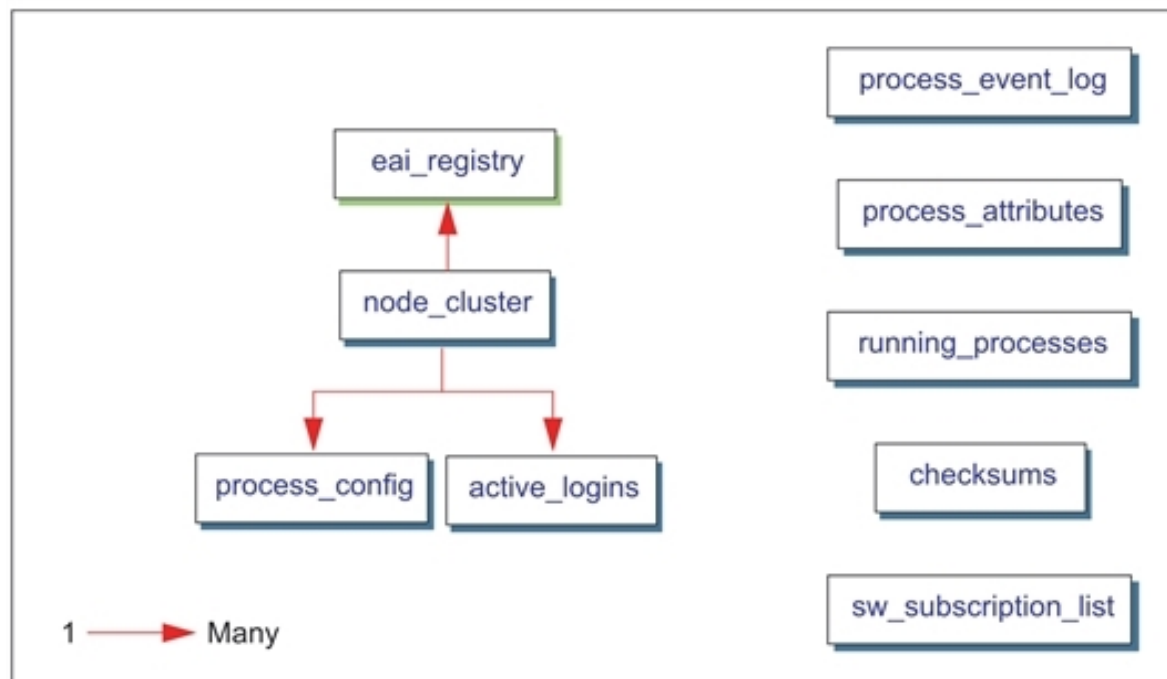 process_event_log
eai_registry
process_attributes
node_cluster
running_processes
process_config
active_logins
checksums
sw_subscription_list
1 Many